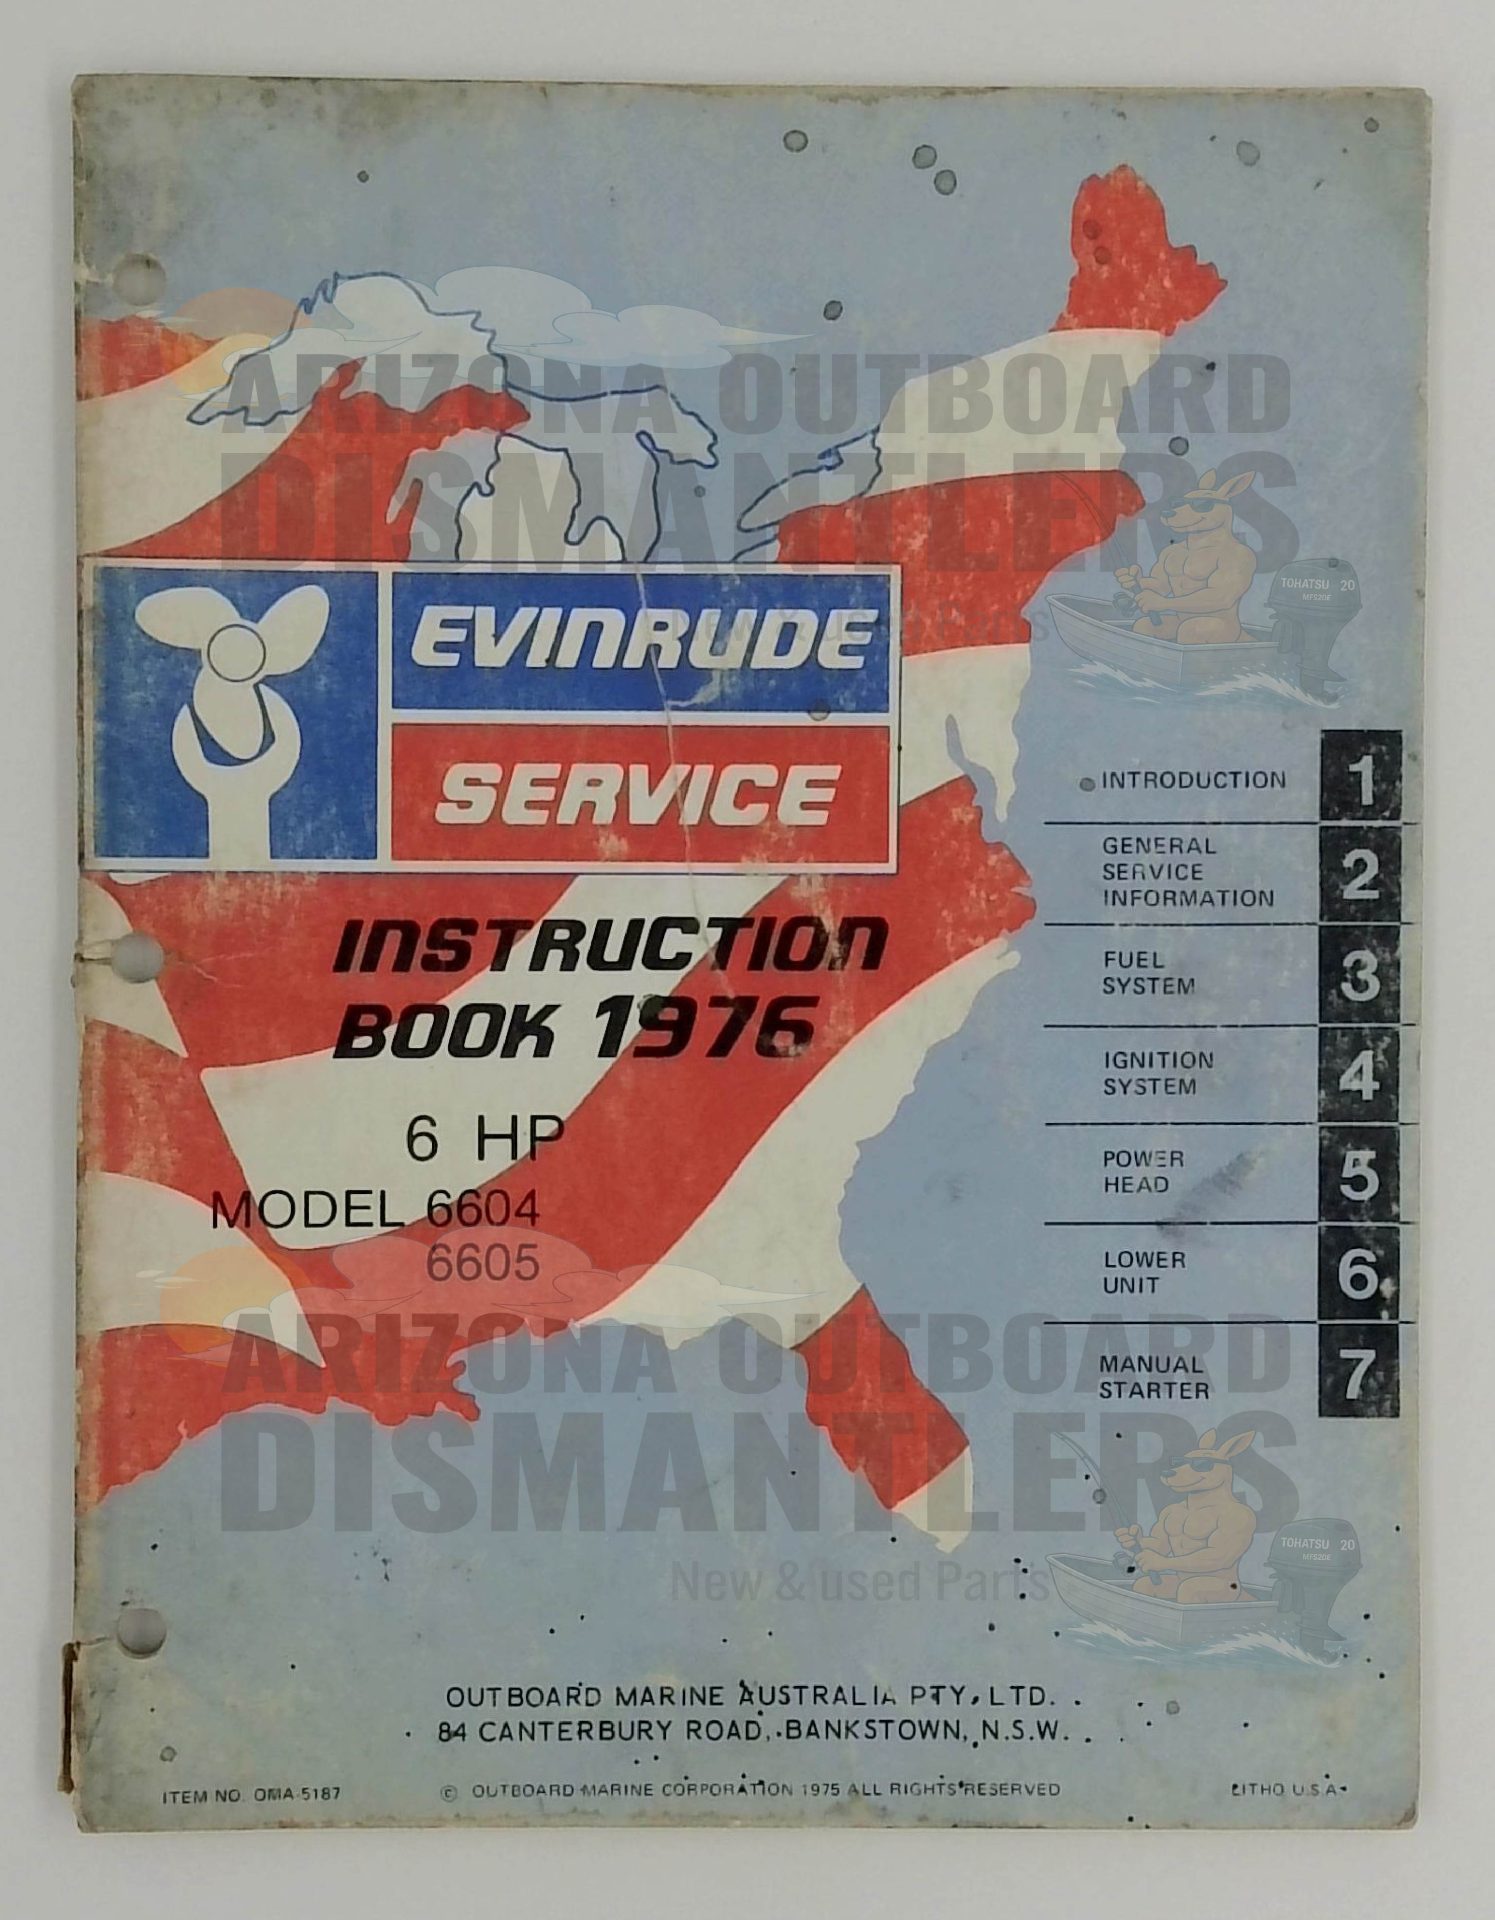 ARIZONA OUTBOARD
DISMANTLERS
New & used Parts
TOHATSU 20
MFS20E
EVINRUDE
SERVICE
INSTRUCTION
BOOK 1976
6 HP
MODEL 6604
6605
INTRODUCTION 1
GENERAL
SERVICE
INFORMATION 2
FUEL
SYSTEM 3
IGNITION
SYSTEM 4
POWER
HEAD 5
LOWER
UNIT 6
MANUAL
STARTER 7
ARIZONA OUTBOARD
DISMANTLERS
New & used Parts
TOHATSU 20
MFS20E
OUTBOARD MARINE AUSTRALIA PTY. LTD.
84 CANTERBURY ROAD, BANKSTOWN, N.S.W.
ITEM NO. OMA-5187
© OUTBOARD MARINE CORPORATION 1975 ALL RIGHTS RESERVED
LITHO U.S.A.